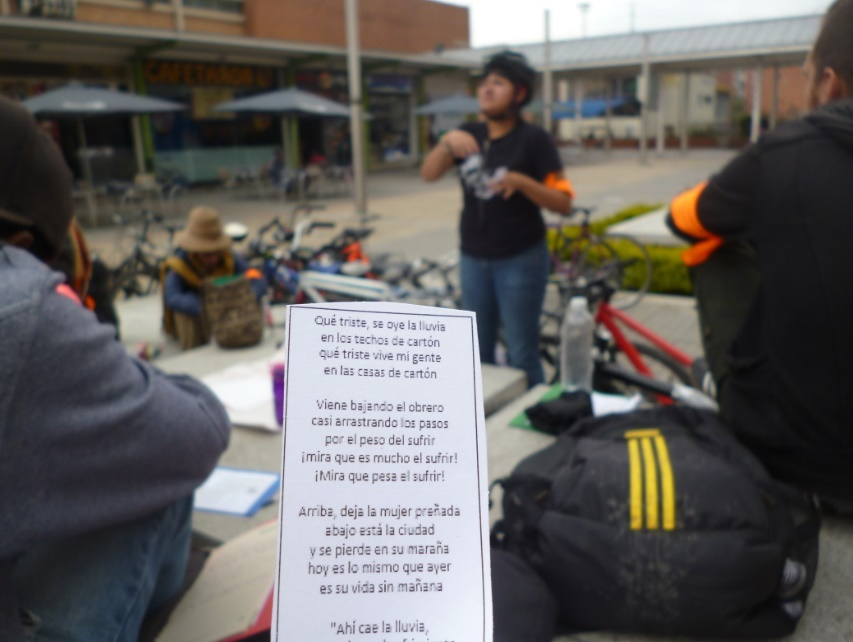 Qué triste, se oye la lluvia
en los techos de cartón
qué triste vive mi gente
en las casas de cartón
Viene bajando el obrero
casi arrastrando los pasos
por el peso del sufrir
¡mira que es mucho el sufrir!
¡Mira que pesa el sufrir!
Arriba, deja la mujer preñada
abajo está la ciudad
y se pierde en su maraña
hoy es lo mismo que ayer
es su vida sin mañana
"Ahí cae la lluvia,